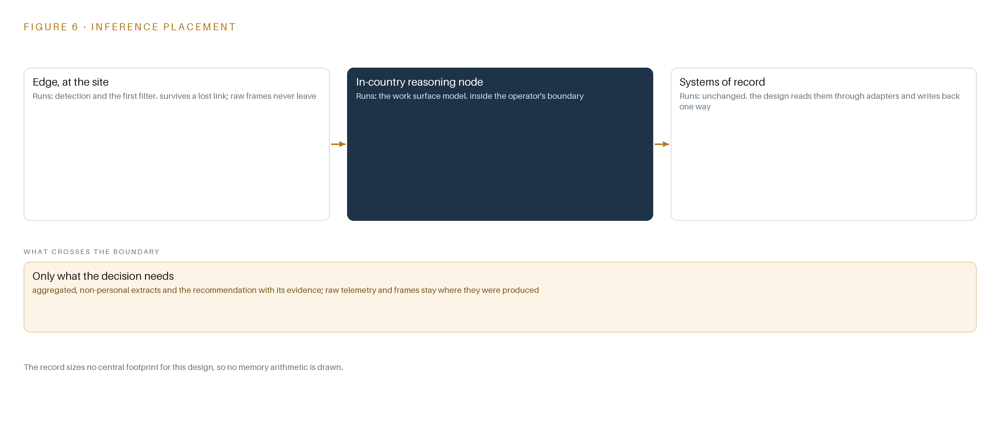 FIGURE 6 · INFERENCE PLACEMENT
Edge, at the site
Runs: detection and the first filter. survives a lost link; raw frames never leave
In-country reasoning node
Runs: the work surface model. inside the operator's boundary
Systems of record
Runs: unchanged. the design reads them through adapters and writes back
one way
WHAT CROSSES THE BOUNDARY
Only what the decision needs
aggregated, non-personal extracts and the recommendation with its evidence; raw telemetry and frames stay where they were produced
The record sizes no central footprint for this design, so no memory arithmetic is drawn.